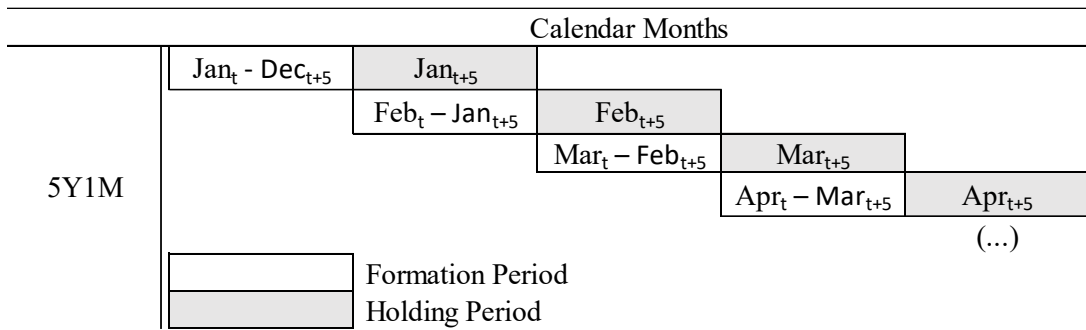 Calendar Months
Jan_t - Dec_t+5 Jan_t+5
Feb_t – Jan_t+5 Feb_t+5
Mar_t – Feb_t+5 Mar_t+5
5Y1M
Apr_t – Mar_t+5 Apr_t+5
(...)
Formation Period
Holding Period